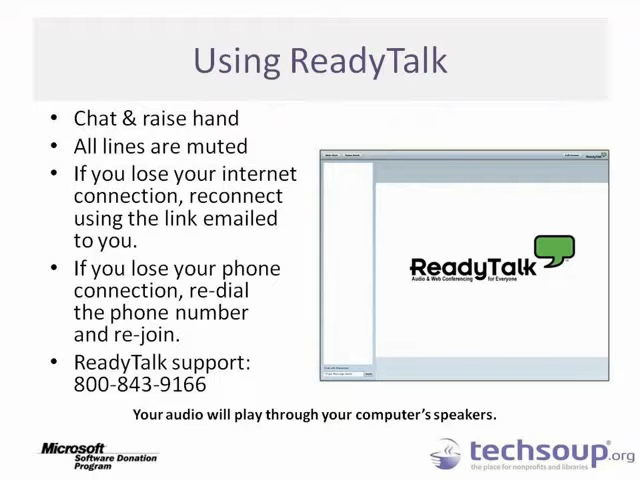 Using ReadyTalk
• Chat & raise hand
• All lines are muted
• If you lose your internet
connection, reconnect
using the link emailed
to you.
• If you lose your phone
connection, re-dial
the phone number
and re-join.
• ReadyTalk support:
800-843-9166
ReadyTalk
Audio & Web Conferencing for Everyone
Your audio will play through your computer's speakers.
Microsoft
Software Donation
Program
techsoup.org
the place for nonprofits and libraries